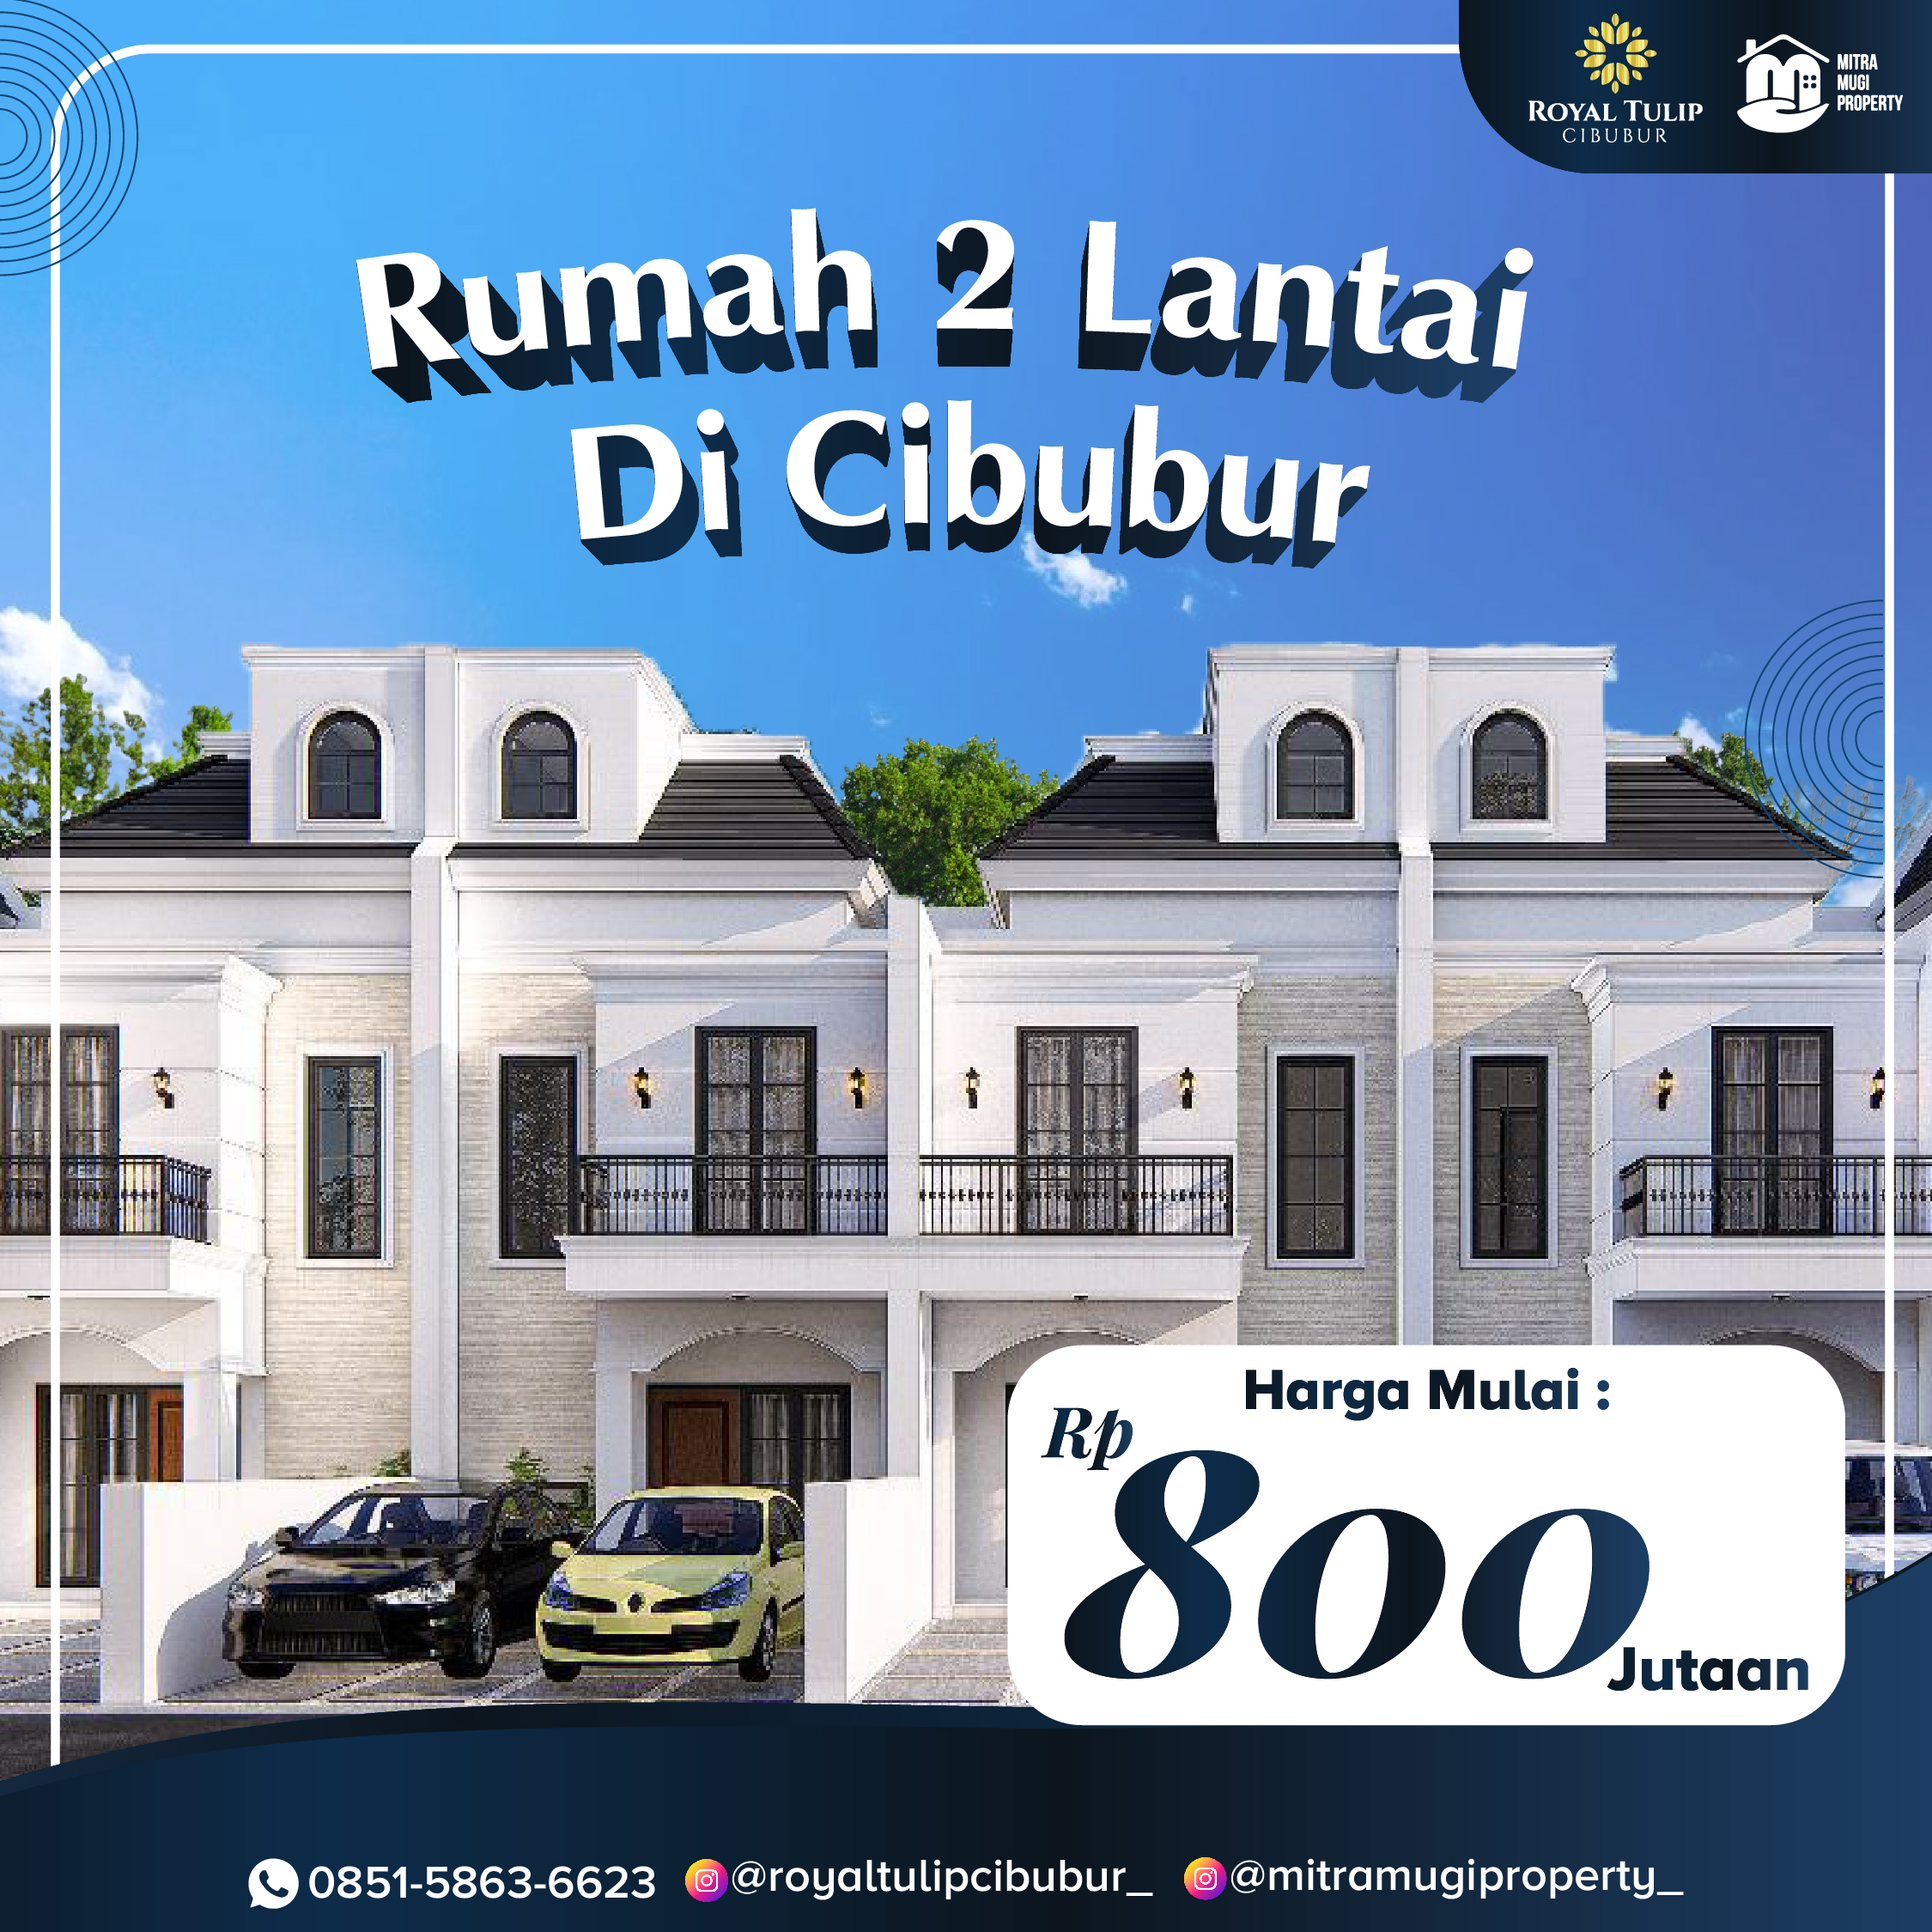 ROYAL TULIP
CIBUBUR
MITRA
MUGI
PROPERTY
Rumah 2 Lantai
Di Cibubur
Harga Mulai :
Rp
800
Jutaan
0851-5863-6623 @royaltulipcibubur_ @mitramugiproperty_